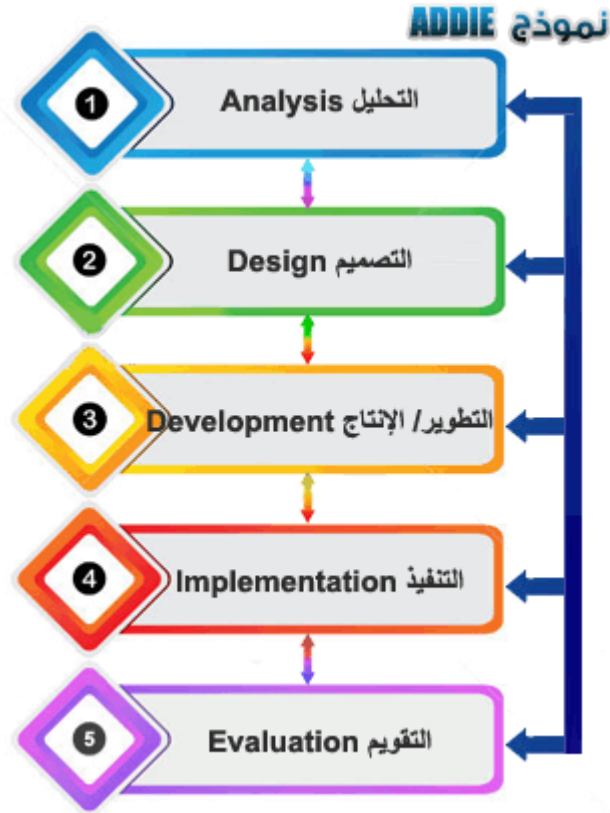 نموذج ADDIE
1
التحليل Analysis
2
التصميم Design
3
التطوير/ الإنتاج Development
4
التنفيذ Implementation
5
التقويم Evaluation